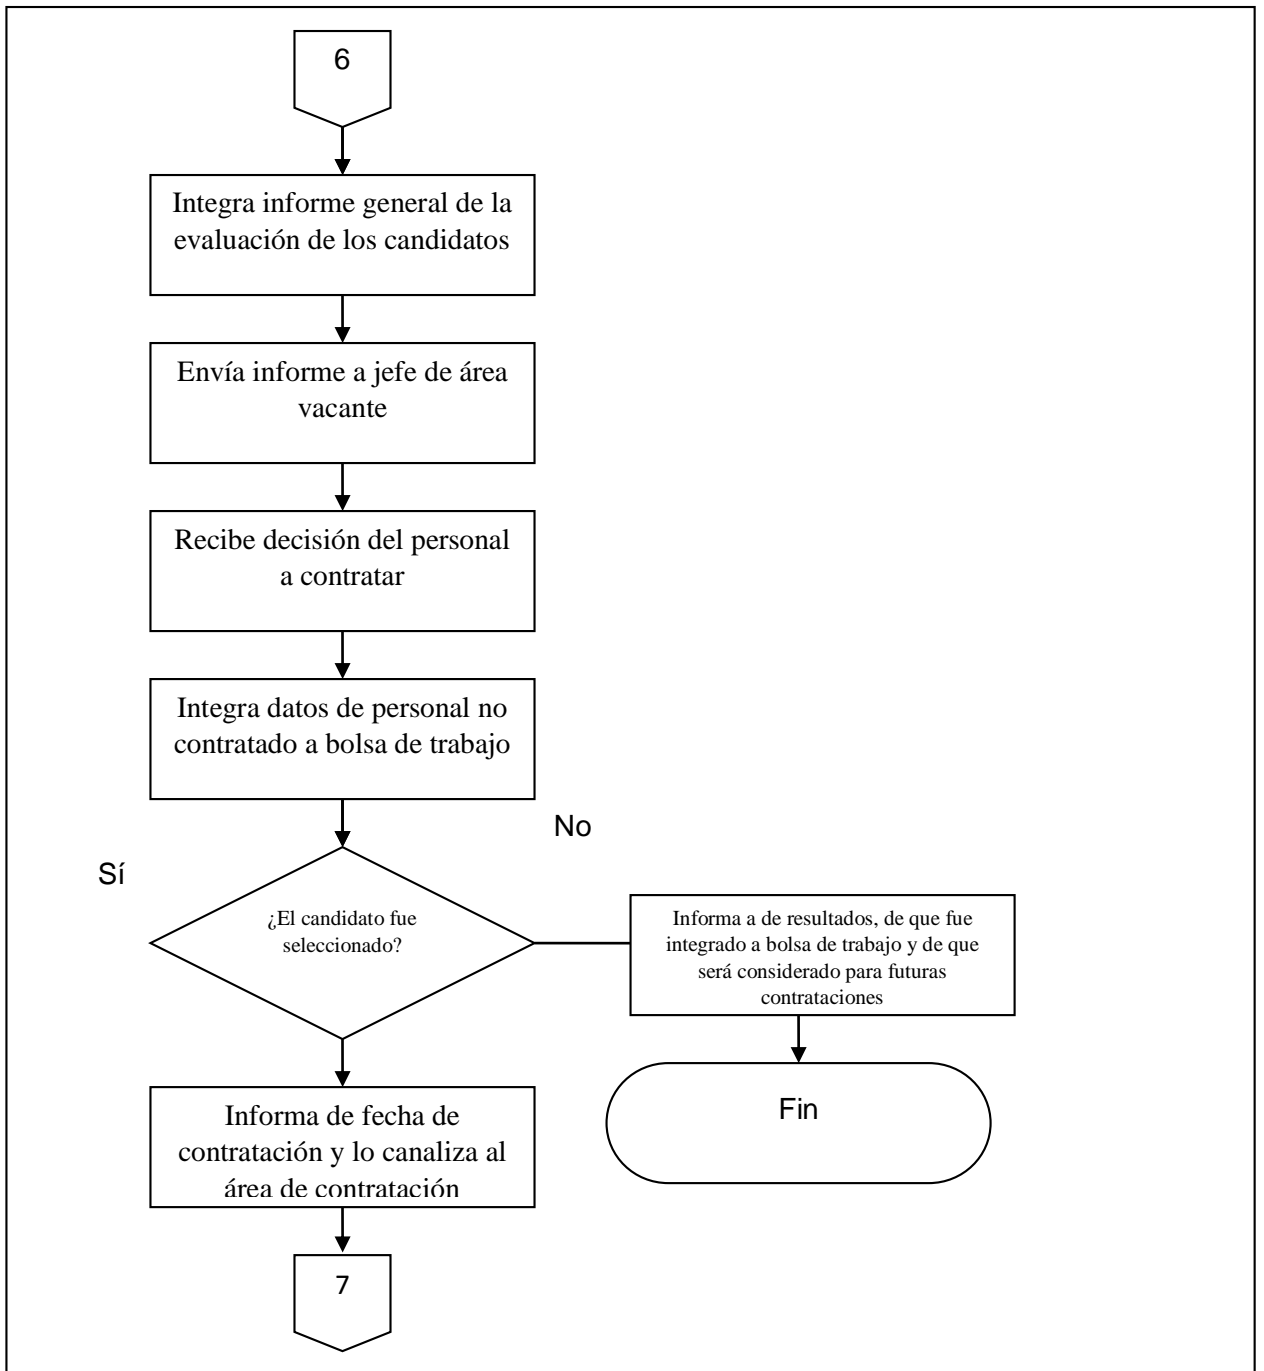 6
Integra informe general de la
evaluación de los candidatos
Envía informe a jefe de área
vacante
Recibe decisión del personal
a contratar
Integra datos de personal no
contratado a bolsa de trabajo
No
Sí
¿El candidato fue
seleccionado?
Informa a de resultados, de que fue
integrado a bolsa de trabajo y de que
será considerado para futuras
contrataciones
Fin
Informa de fecha de
contratación y lo canaliza al
área de contratación
7